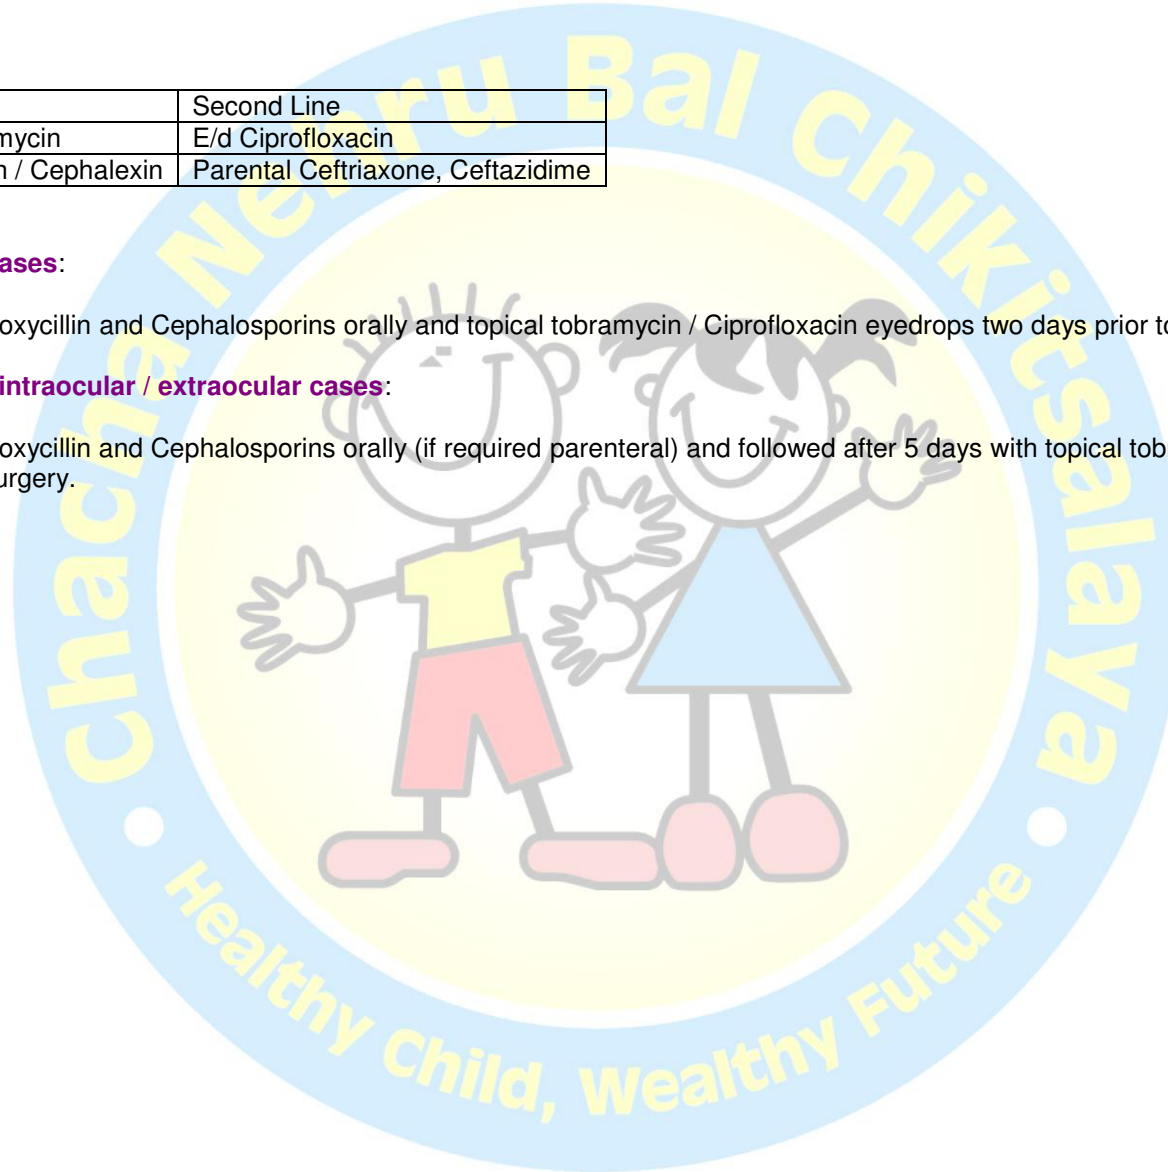 Second Line
mycin E/d Ciprofloxacin
n / Cephalexin Parental Ceftriaxone, Ceftazidime
ases:
oxycillin and Cephalosporins orally and topical tobramycin / Ciprofloxacin eyedrops two days prior to
intraocular / extraocular cases:
oxycillin and Cephalosporins orally (if required parenteral) and followed after 5 days with topical tob
urgery.
Chacha Nehru Bal Chikitsalaya
Healthy Child, Wealthy Future